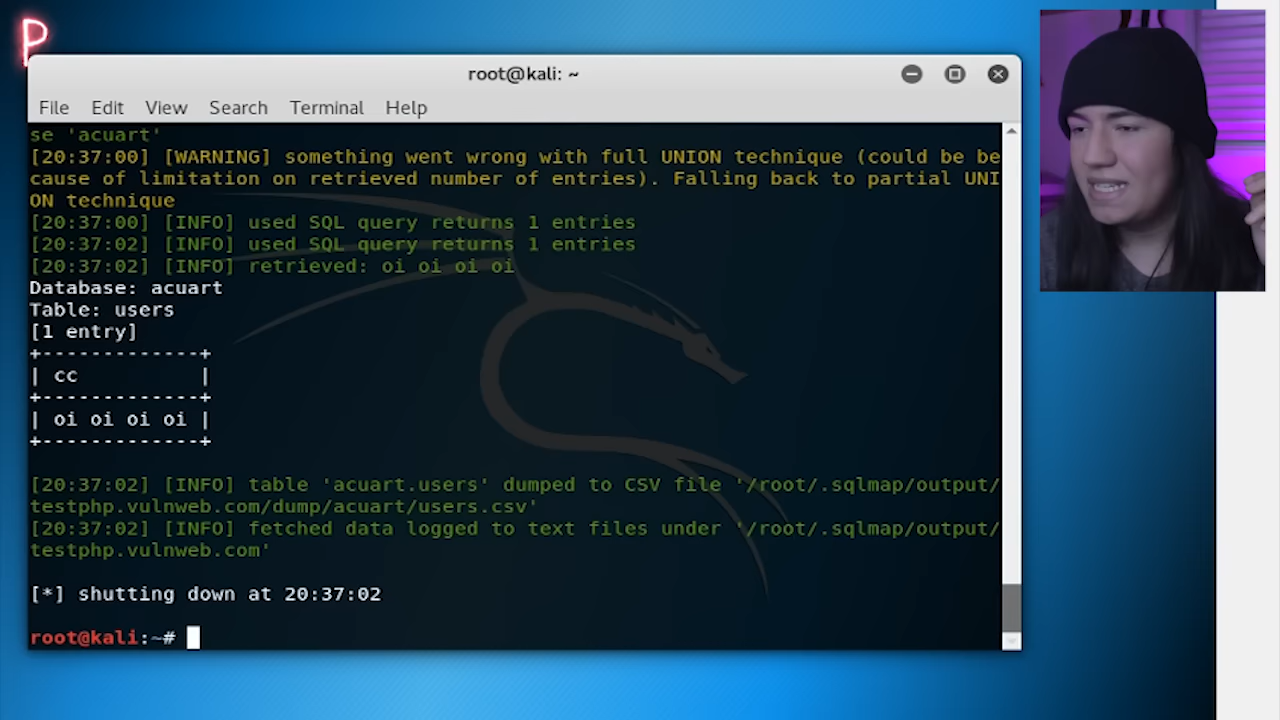 P
root@kali: ~
File Edit View Search Terminal Help
se 'acuart'
[20:37:00] [WARNING] something went wrong with full UNION technique (could be be
cause of limitation on retrieved number of entries). Falling back to partial UNI
ON technique
[20:37:00] [INFO] used SQL query returns 1 entries
[20:37:02] [INFO] used SQL query returns 1 entries
[20:37:02] [INFO] retrieved: oi oi oi oi
Database: acuart
Table: users
[1 entry]
+-------------+
| cc          |
+-------------+
| oi oi oi oi |
+-------------+
[20:37:02] [INFO] table 'acuart.users' dumped to CSV file '/root/.sqlmap/output/
testphp.vulnweb.com/dump/acuart/users.csv'
[20:37:02] [INFO] fetched data logged to text files under '/root/.sqlmap/output/
testphp.vulnweb.com'
[*] shutting down at 20:37:02
root@kali:~#